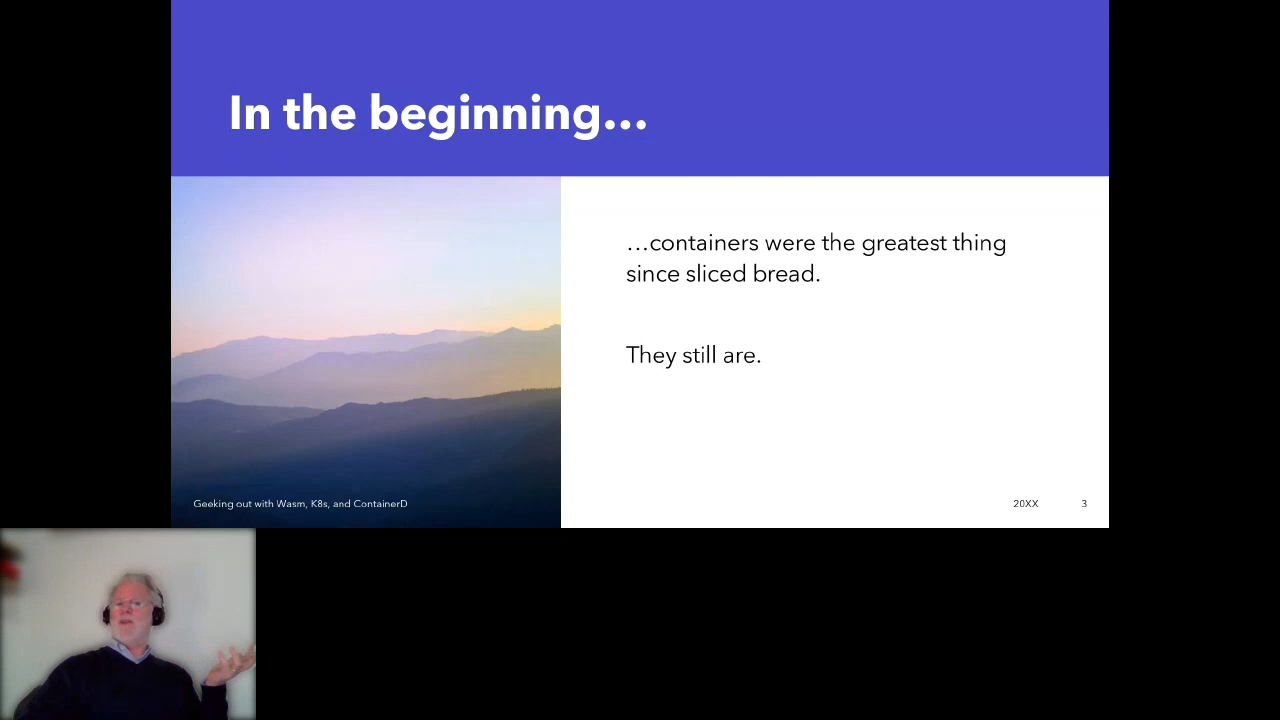 In the beginning...
...containers were the greatest thing
since sliced bread.
They still are.
Geeking out with Wasm, K8s, and ContainerD
20XX
3